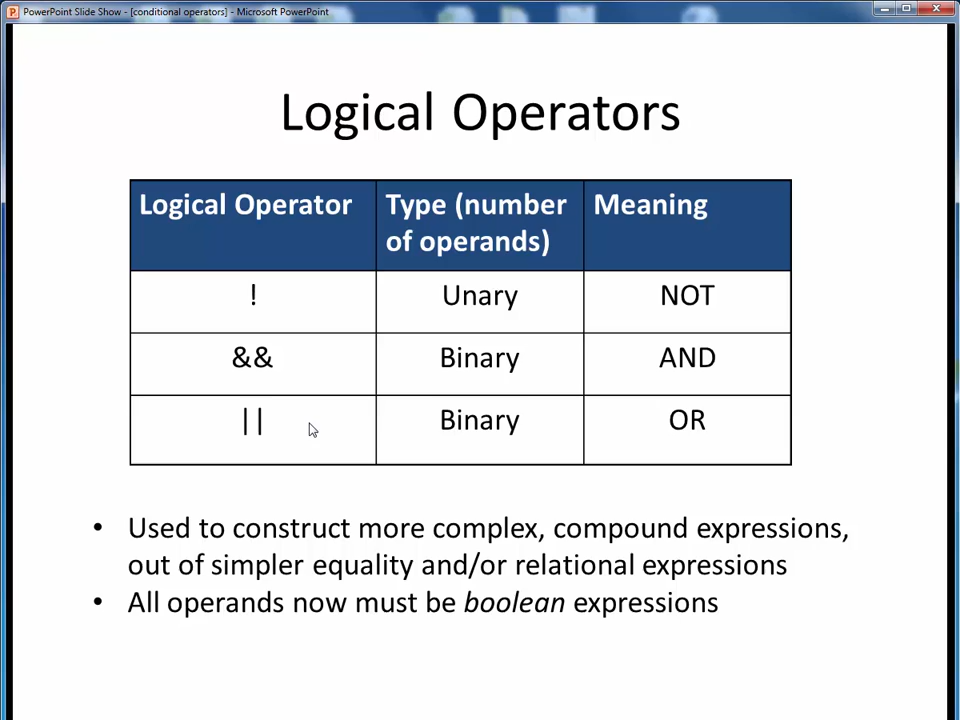 PowerPoint Slide Show - [conditional operators] - Microsoft PowerPoint
Logical Operators
Logical Operator
Type (number
of operands)
Meaning
!
Unary
NOT
&&
Binary
AND
||
Binary
OR
• Used to construct more complex, compound expressions,
out of simpler equality and/or relational expressions
• All operands now must be boolean expressions